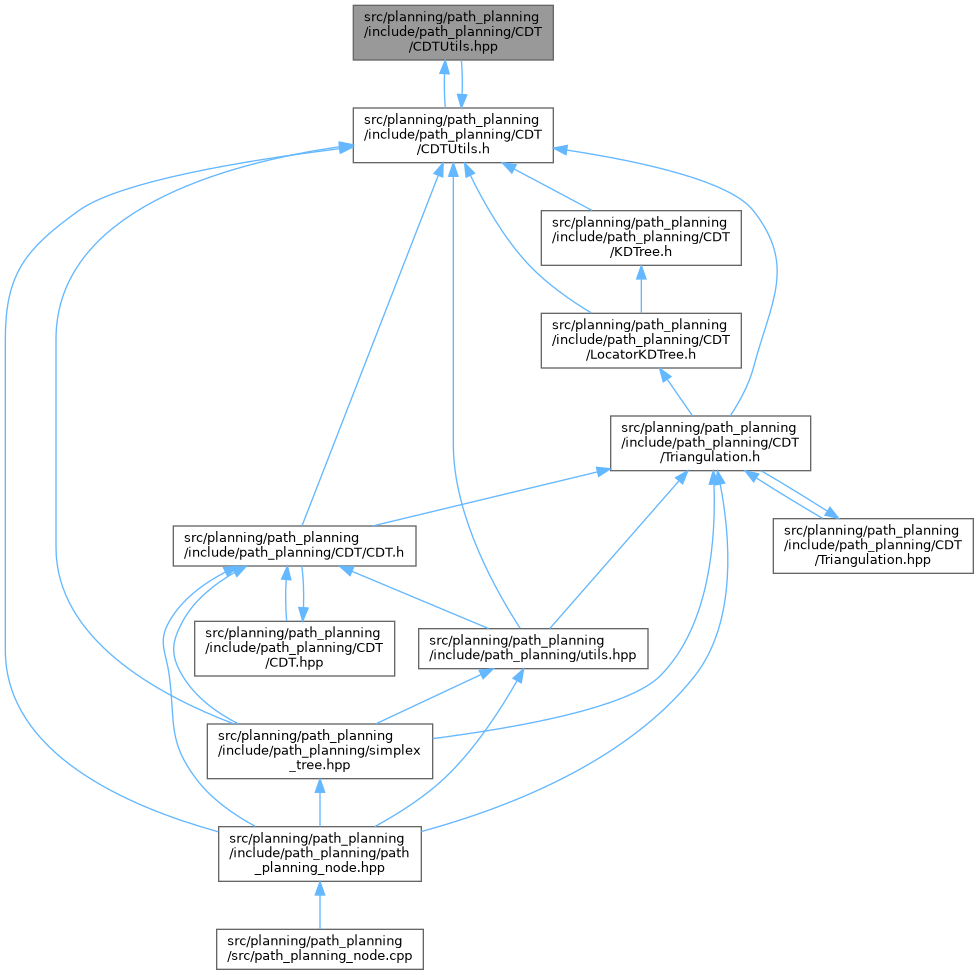 src/planning/path_planning
/include/path_planning/CDT
/CDTUtils.hpp
src/planning/path_planning
/include/path_planning/CDT
/CDTUtils.h
src/planning/path_planning
/include/path_planning/CDT
/KDTree.h
src/planning/path_planning
/include/path_planning/CDT
/LocatorKDTree.h
src/planning/path_planning
/include/path_planning/CDT
/Triangulation.h
src/planning/path_planning
/include/path_planning/CDT/CDT.h
src/planning/path_planning
/include/path_planning/CDT
/Triangulation.hpp
src/planning/path_planning
/include/path_planning/CDT
/CDT.hpp
src/planning/path_planning
/include/path_planning/utils.hpp
src/planning/path_planning
/include/path_planning/simplex
_tree.hpp
src/planning/path_planning
/include/path_planning/path
_planning_node.hpp
src/planning/path_planning
/src/path_planning_node.cpp